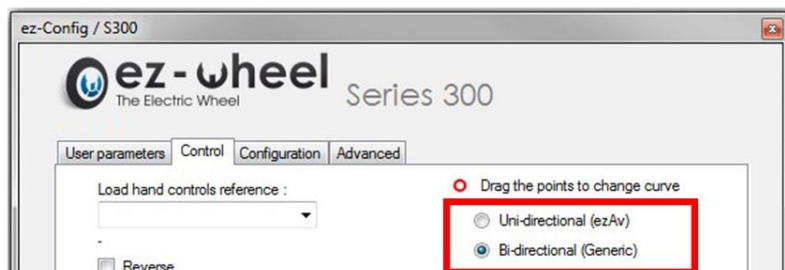 ez-Config / S300
ez-wheel
The Electric Wheel
Series 300
User parameters Control Configuration Advanced
Load hand controls reference :
-
Reverse
Drag the points to change curve
Uni-directional (ezAv)
Bi-directional (Generic)